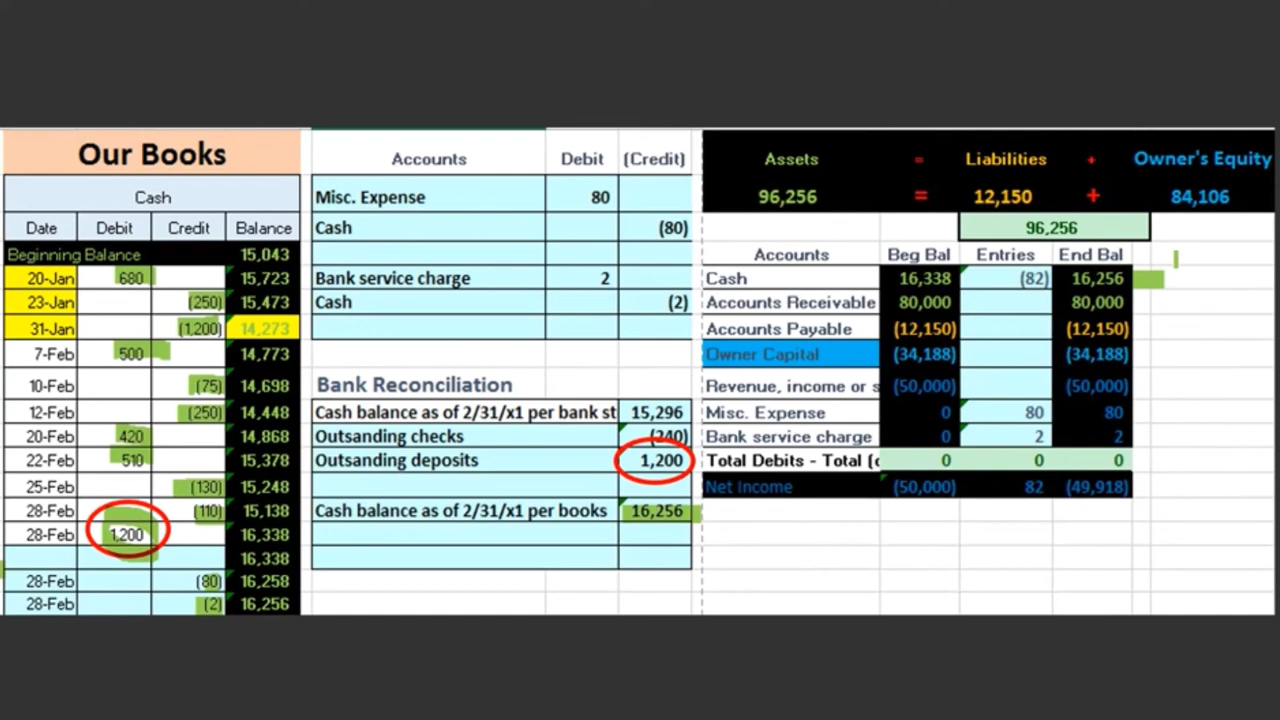 Our Books
Cash
Date Debit Credit Balance
Beginning Balance 15,043
20-Jan 680 15,723
23-Jan (250) 15,473
31-Jan (1,200) 14,273
7-Feb 500 14,773
10-Feb (75) 14,698
12-Feb (250) 14,448
20-Feb 420 14,868
22-Feb 510 15,378
25-Feb (130) 15,248
28-Feb (110) 15,138
28-Feb 1,200 16,338
16,338
28-Feb (80) 16,258
28-Feb (2) 16,256
Accounts Debit (Credit)
Misc. Expense 80
Cash (80)
Bank service charge 2
Cash (2)
Bank Reconciliation
Cash balance as of 2/31/x1 per bank st 15,296
Outsanding checks (240)
Outsanding deposits 1,200
Cash balance as of 2/31/x1 per books 16,256
Assets = Liabilities + Owner's Equity
96,256 = 12,150 + 84,106
96,256
Accounts Beg Bal Entries End Bal
Cash 16,338 (82) 16,256
Accounts Receivable 80,000 80,000
Accounts Payable (12,150) (12,150)
Owner Capital (34,188) (34,188)
Revenue, income or s (50,000) (50,000)
Misc. Expense 0 80 80
Bank service charge 0 2 2
Total Debits - Total (c 0 0 0
Net Income (50,000) 82 (49,918)